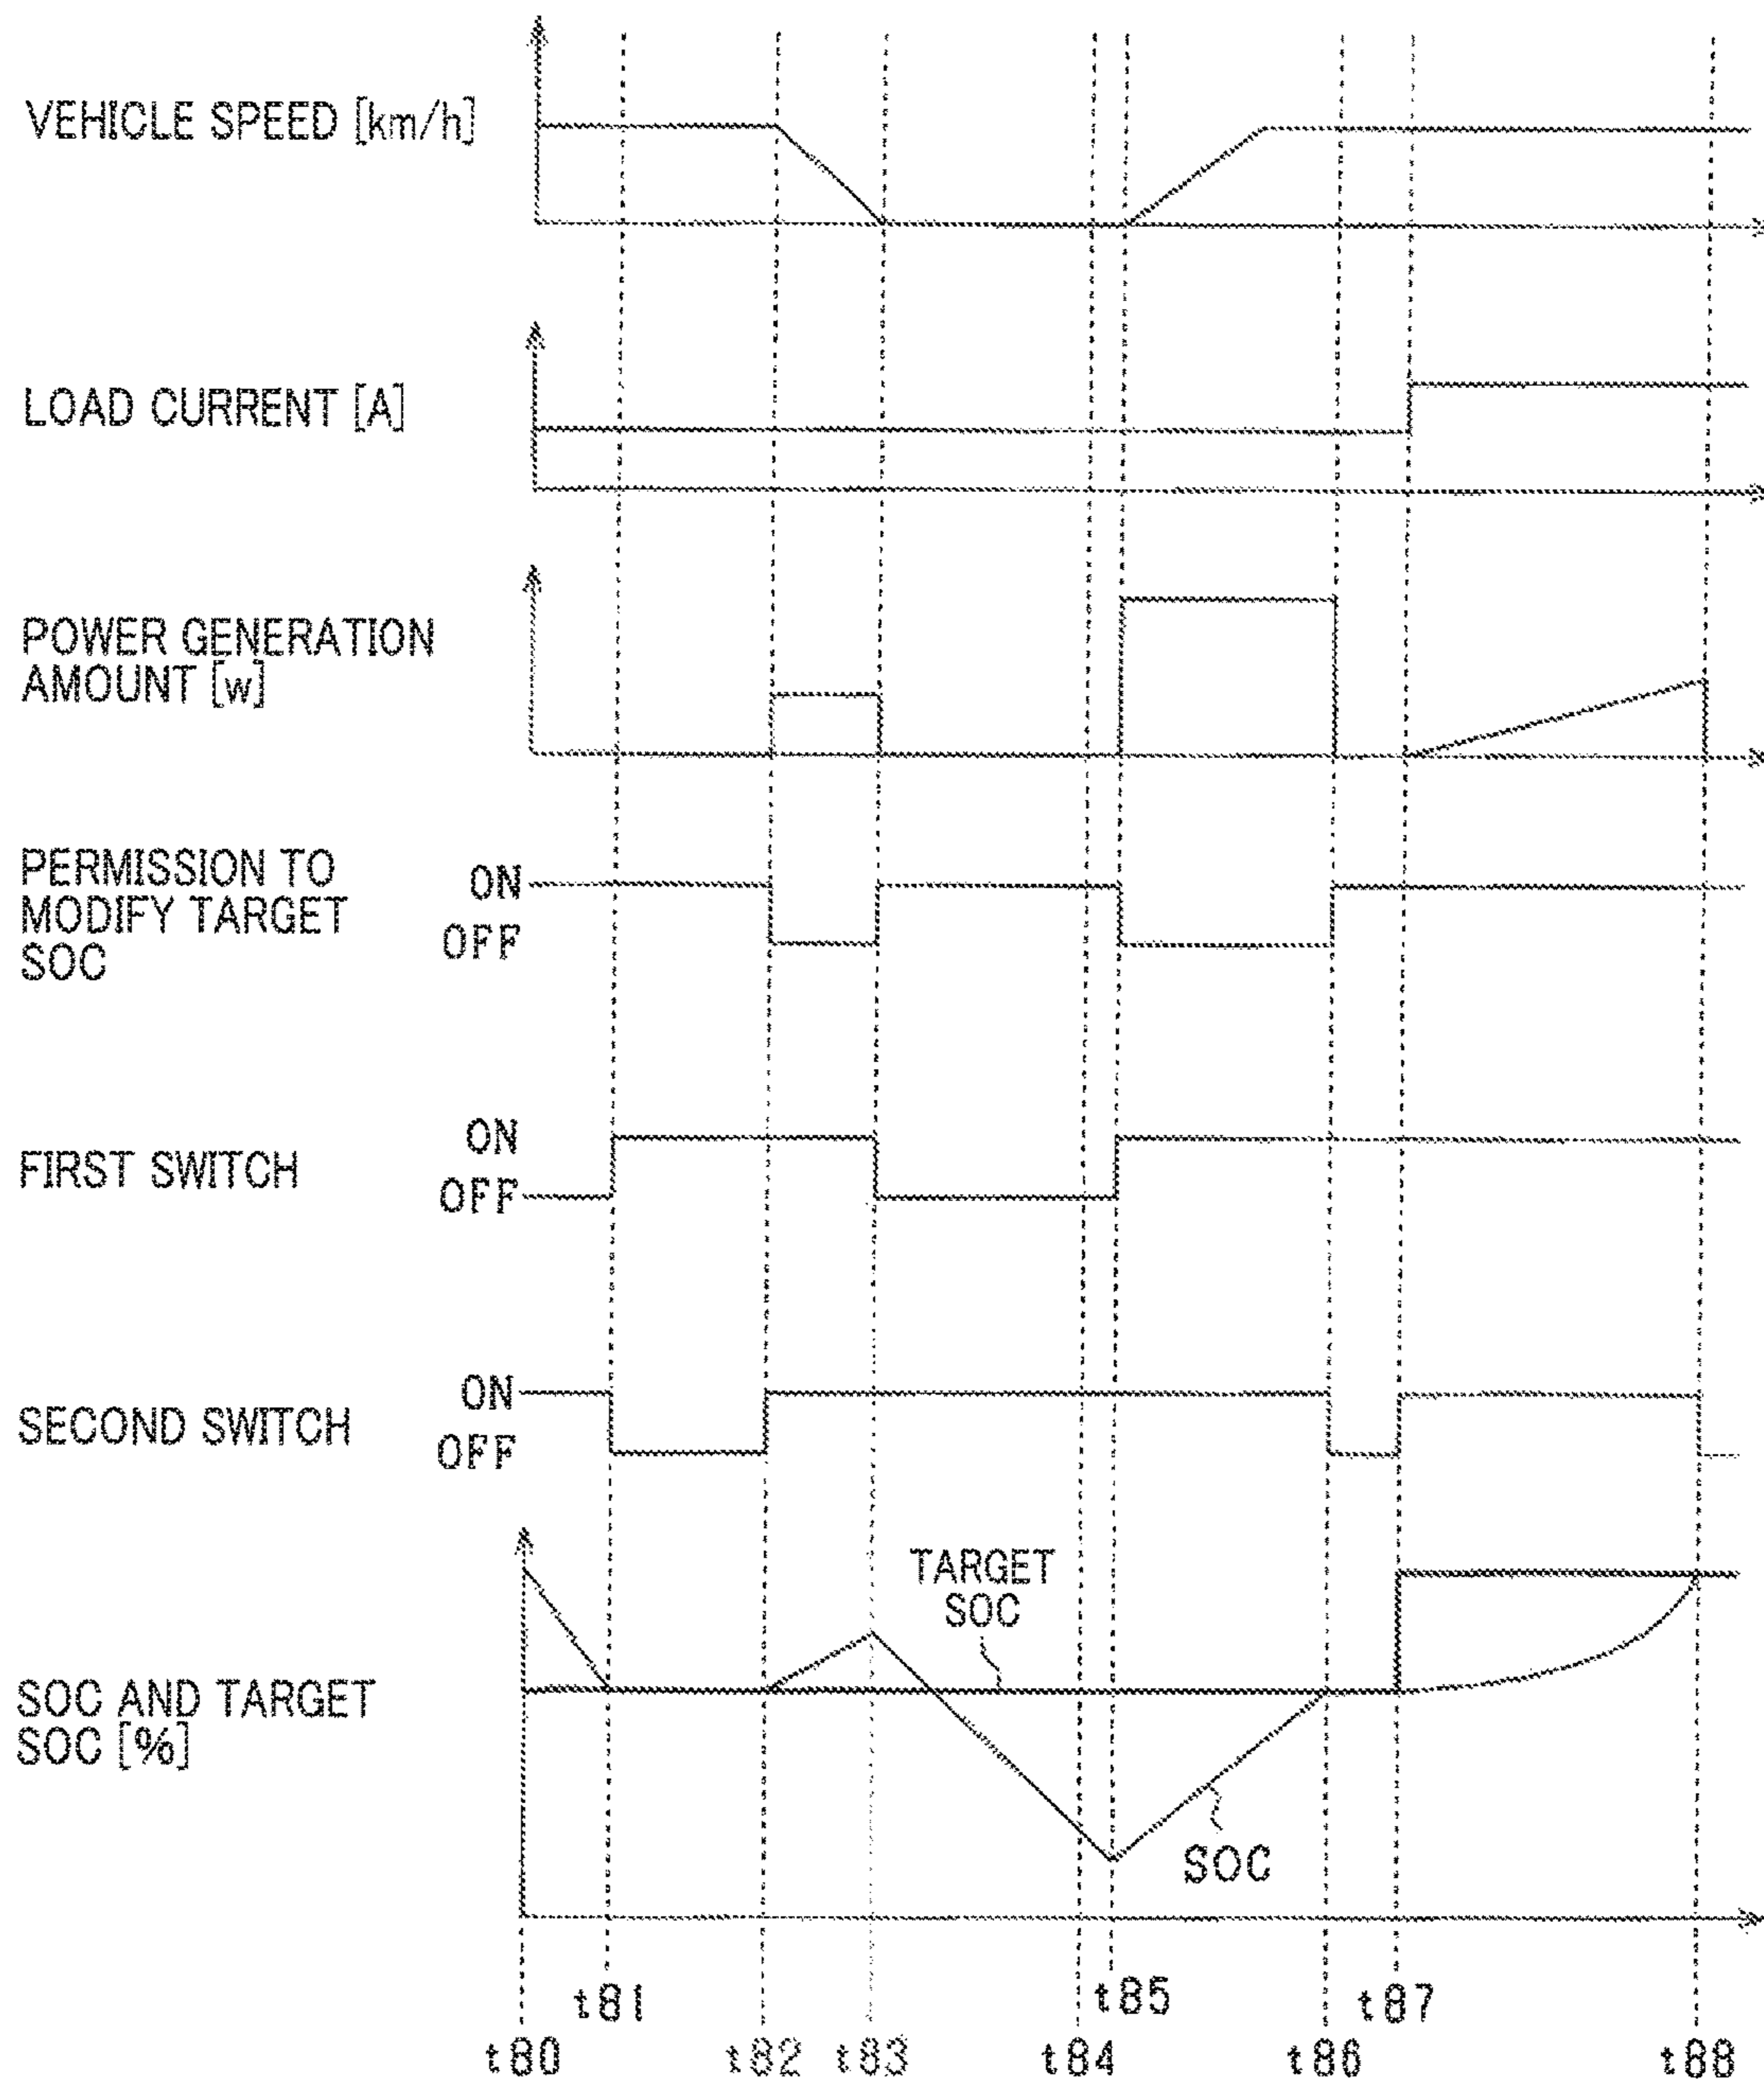 VEHICLE SPEED [km/h]
LOAD CURRENT [A]
POWER GENERATION
AMOUNT [w]
PERMISSION TO
MODIFY TARGET
SOC
ON
OFF
FIRST SWITCH
ON
OFF
SECOND SWITCH
ON
OFF
TARGET
SOC
SOC AND TARGET
SOC [%]
SOC
t81
t85
t87
t80
t82
t83
t84
t86
t88